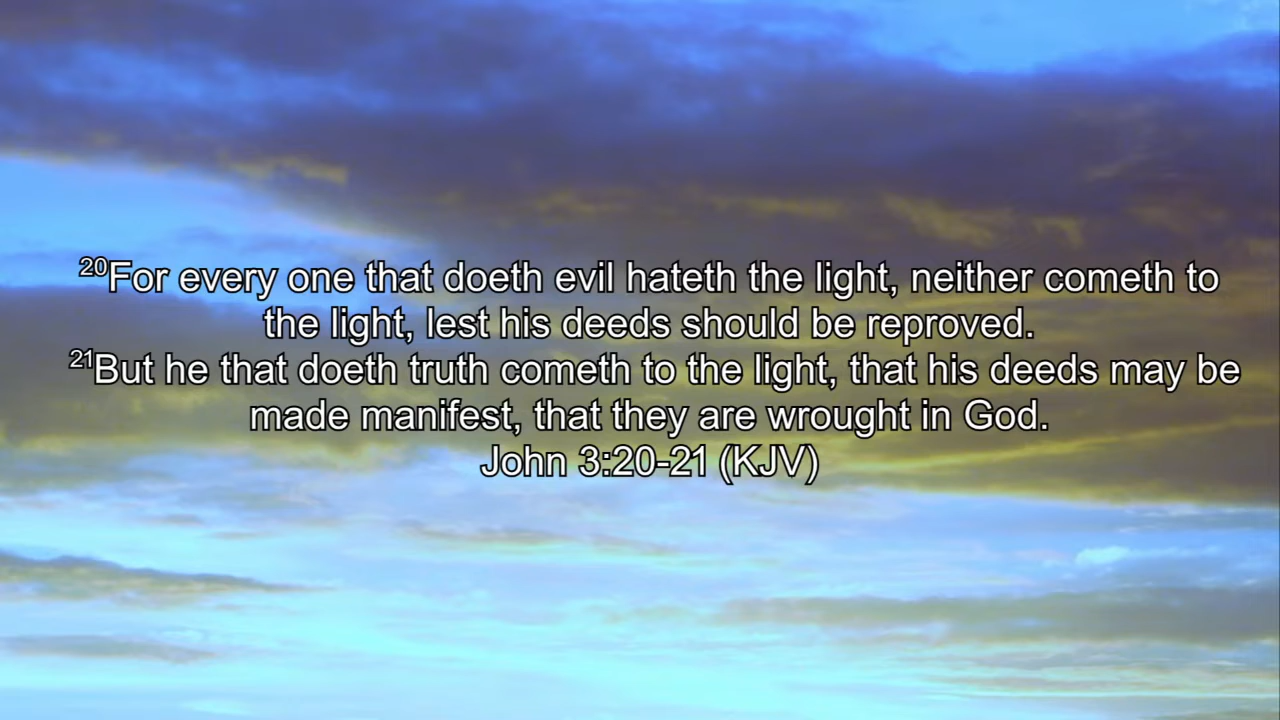 ²⁰For every one that doeth evil hateth the light, neither cometh to
the light, lest his deeds should be reproved.
²¹But he that doeth truth cometh to the light, that his deeds may be
made manifest, that they are wrought in God.
John 3:20-21 (KJV)